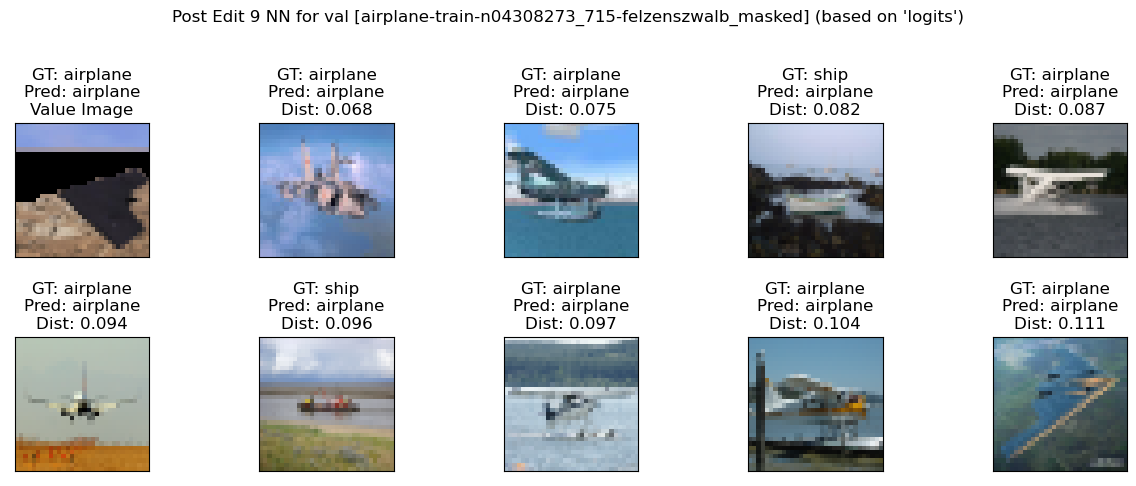 Post Edit 9 NN for val [airplane-train-n04308273_715-felzenszwalb_masked] (based on 'logits')
GT: airplane
Pred: airplane
Value Image
GT: airplane
Pred: airplane
Dist: 0.068
GT: airplane
Pred: airplane
Dist: 0.075
GT: ship
Pred: airplane
Dist: 0.082
GT: airplane
Pred: airplane
Dist: 0.087
GT: airplane
Pred: airplane
Dist: 0.094
GT: ship
Pred: airplane
Dist: 0.096
GT: airplane
Pred: airplane
Dist: 0.097
GT: airplane
Pred: airplane
Dist: 0.104
GT: airplane
Pred: airplane
Dist: 0.111